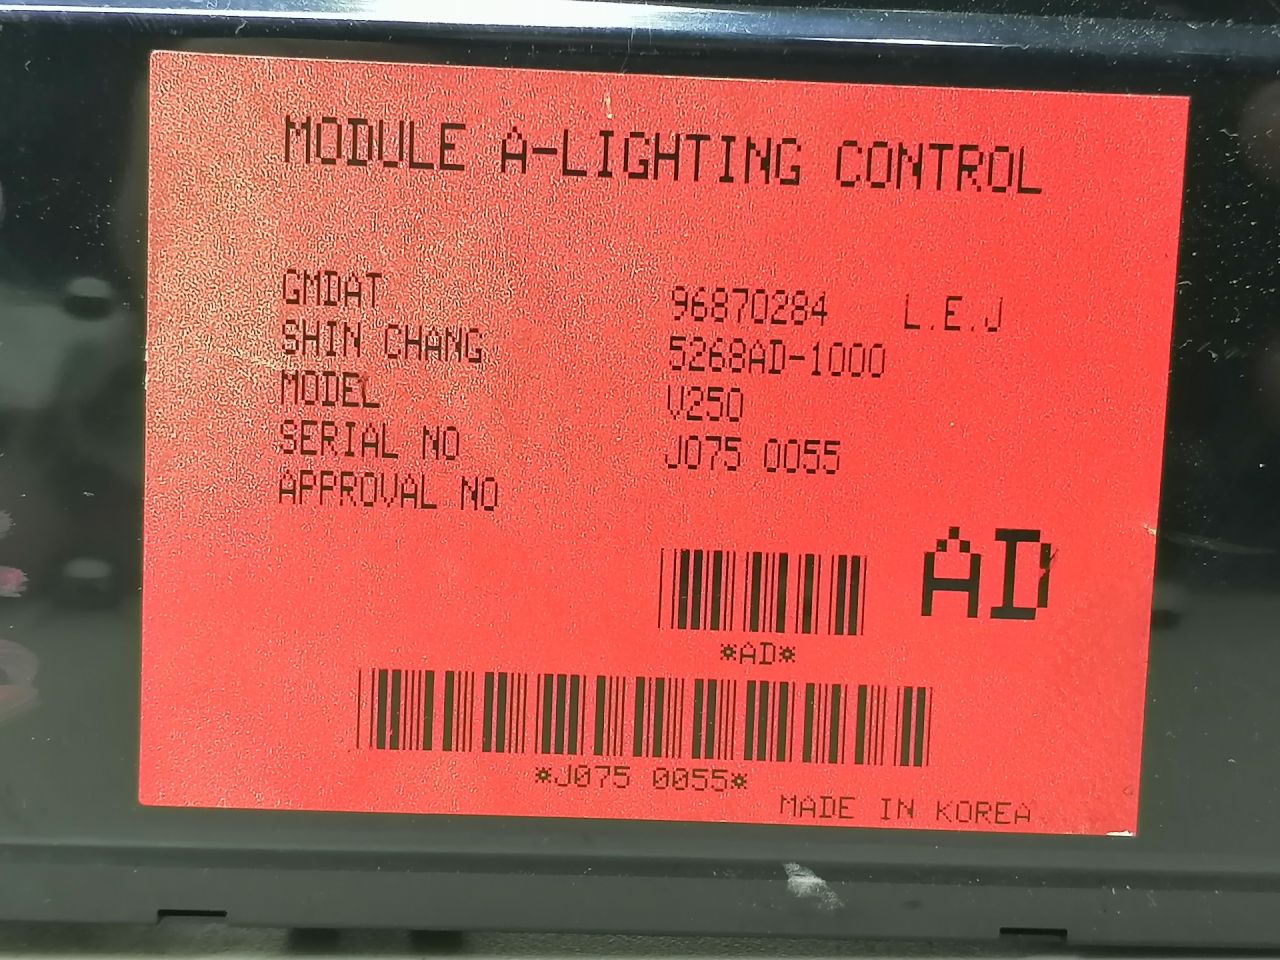 MODULE A-LIGHTING CONTROL
GMDAT 96870284 L.E.J
SHIN CHANG 5268AD-1000
MODEL V250
SERIAL NO J075 0055
APPROVAL NO
AD
*AD*
*J075 0055*
MADE IN KOREA